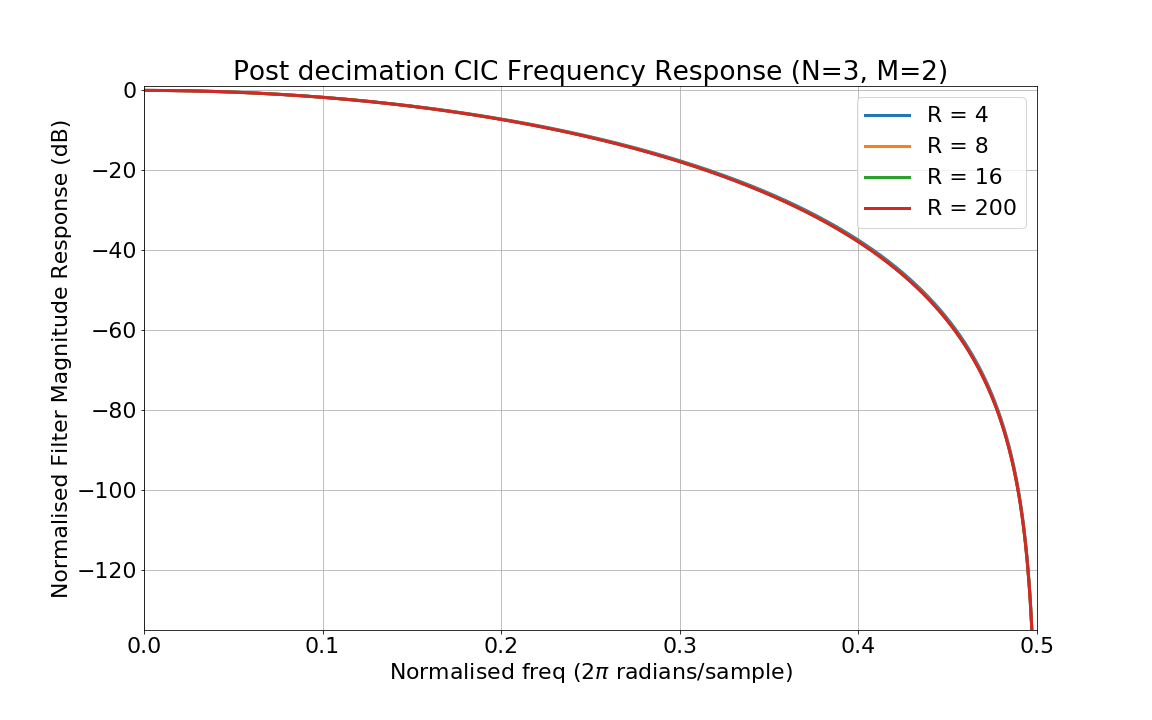 Post decimation CIC Frequency Response (N=3, M=2)
Normalised Filter Magnitude Response (dB)
0
−20
−40
−60
−80
−100
−120
R = 4
R = 8
R = 16
R = 200
0.0 0.1 0.2 0.3 0.4 0.5
Normalised freq (2π radians/sample)